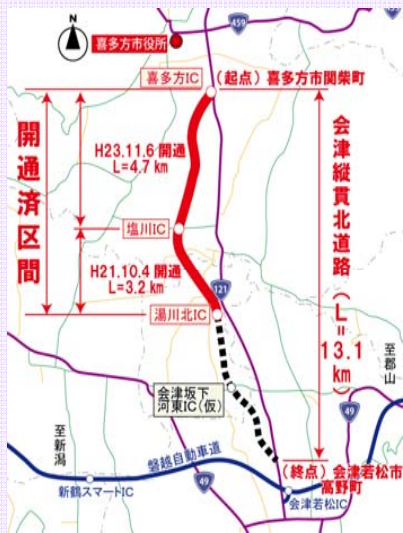 N
459
喜多方市役所
喜多方IC
(起点)喜多方市関柴町
開通済区間
H23.11.6 開通
L=4.7 km
会津縦貫北道路(L=13.1km)
塩川IC
H21.10.4 開通
L=3.2 km
121
湯川北IC
至郡山
会津坂下
河東IC(仮)
49
至新潟
磐越自動車道
(終点)会津若松市
高野町
新鶴スマートIC
49
会津若松IC